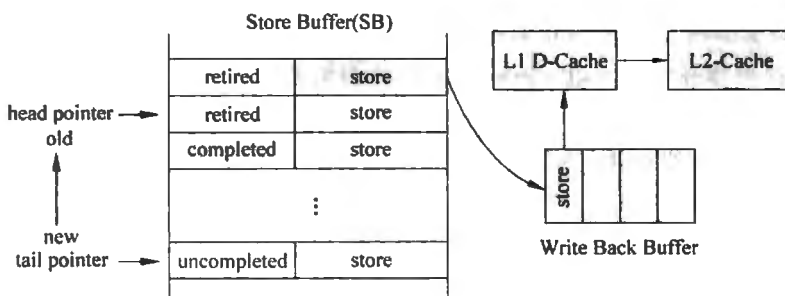 Store Buffer(SB)
retired store
head pointer retired store
old completed store
⋮
new
tail pointer uncompleted store
L1 D-Cache L2-Cache
store
Write Back Buffer